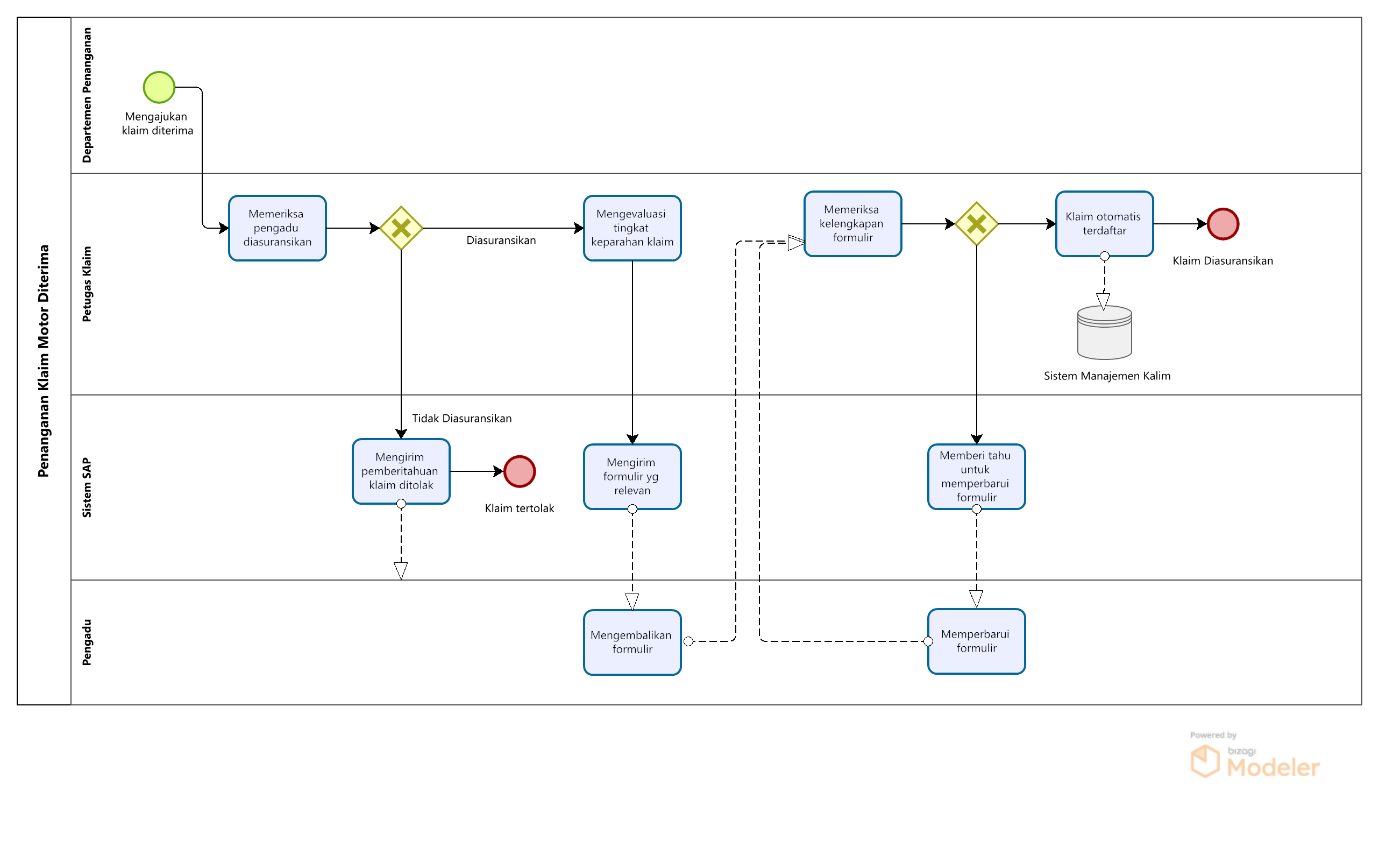 Penanganan Klaim Motor Diterima
Departemen Penanganan
Mengajukan
klaim diterima
Petugas Klaim
Memeriksa
pengadu
diasuransikan
Diasuransikan
Mengevaluasi
tingkat
keparahan klaim
Memeriksa
kelengkapan
formulir
Klaim otomatis
terdaftar
Klaim Diasuransikan
Sistem Manajemen Kalim
Sistem SAP
Tidak Diasuransikan
Mengirim
pemberitahuan
klaim ditolak
Klaim tertolak
Mengirim
formulir yg
relevan
Memberi tahu
untuk
memperbarui
formulir
Pengadu
Mengembalikan
formulir
Memperbarui
formulir
Powered by
bizagi
Modeler